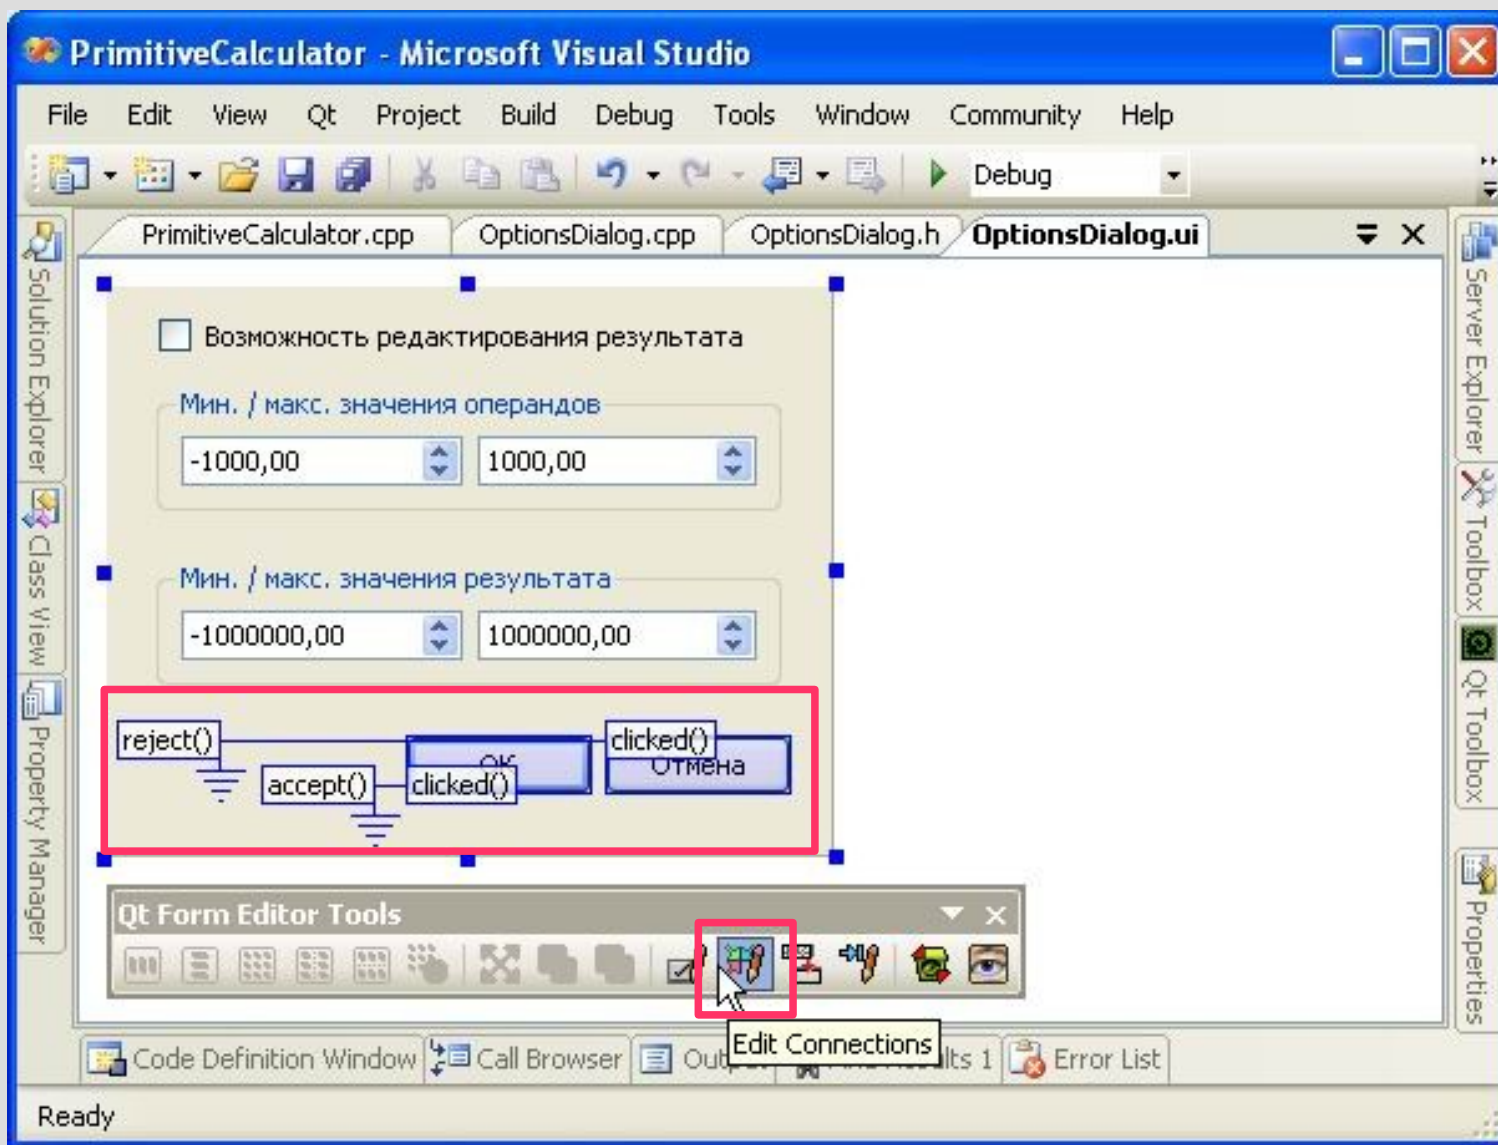 PrimitiveCalculator - Microsoft Visual Studio
File Edit View Qt Project Build Debug Tools Window Community Help
Debug
PrimitiveCalculator.cpp OptionsDialog.cpp OptionsDialog.h OptionsDialog.ui
Solution Explorer
Class View
Property Manager
Возможность редактирования результата
Мин. / макс. значения операндов
-1000,00 1000,00
Мин. / макс. значения результата
-1000000,00 1000000,00
reject() clicked()
OK Отмена
accept() clicked()
Server Explorer
Toolbox
Qt Toolbox
Properties
Qt Form Editor Tools
Edit Connections
Code Definition Window Call Browser 1 Error List
Ready